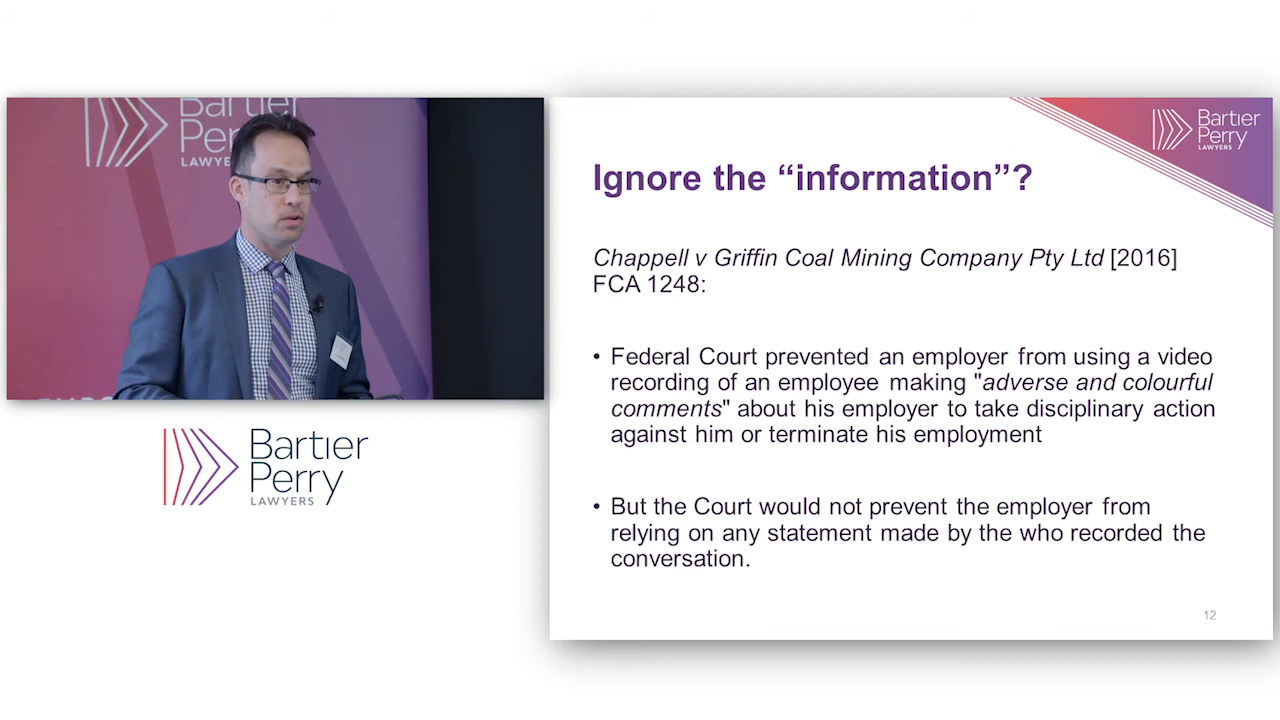 Bartier
Perry
LAWYE
Bartier
Perry
LAWYERS
Bartier
Perry
LAWYERS
Ignore the “information”?
Chappell v Griffin Coal Mining Company Pty Ltd [2016]
FCA 1248:
• Federal Court prevented an employer from using a video
recording of an employee making "adverse and colourful
comments" about his employer to take disciplinary action
against him or terminate his employment
• But the Court would not prevent the employer from
relying on any statement made by the who recorded the
conversation.
12